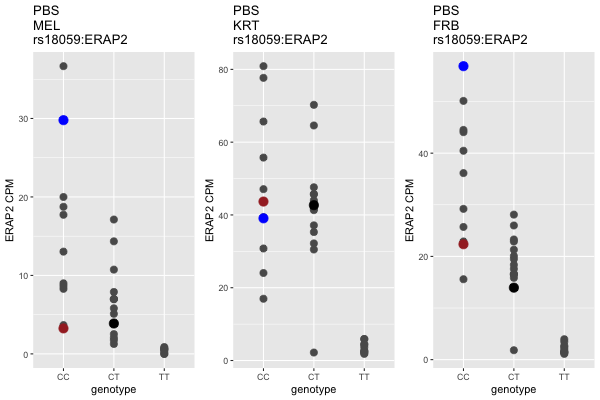 PBS
MEL
rs18059:ERAP2
30
20
10
0
ERAP2 CPM
CC
CT
TT
genotype
PBS
KRT
rs18059:ERAP2
80
60
40
20
0
ERAP2 CPM
CC
CT
TT
genotype
PBS
FRB
rs18059:ERAP2
40
20
0
ERAP2 CPM
CC
CT
TT
genotype